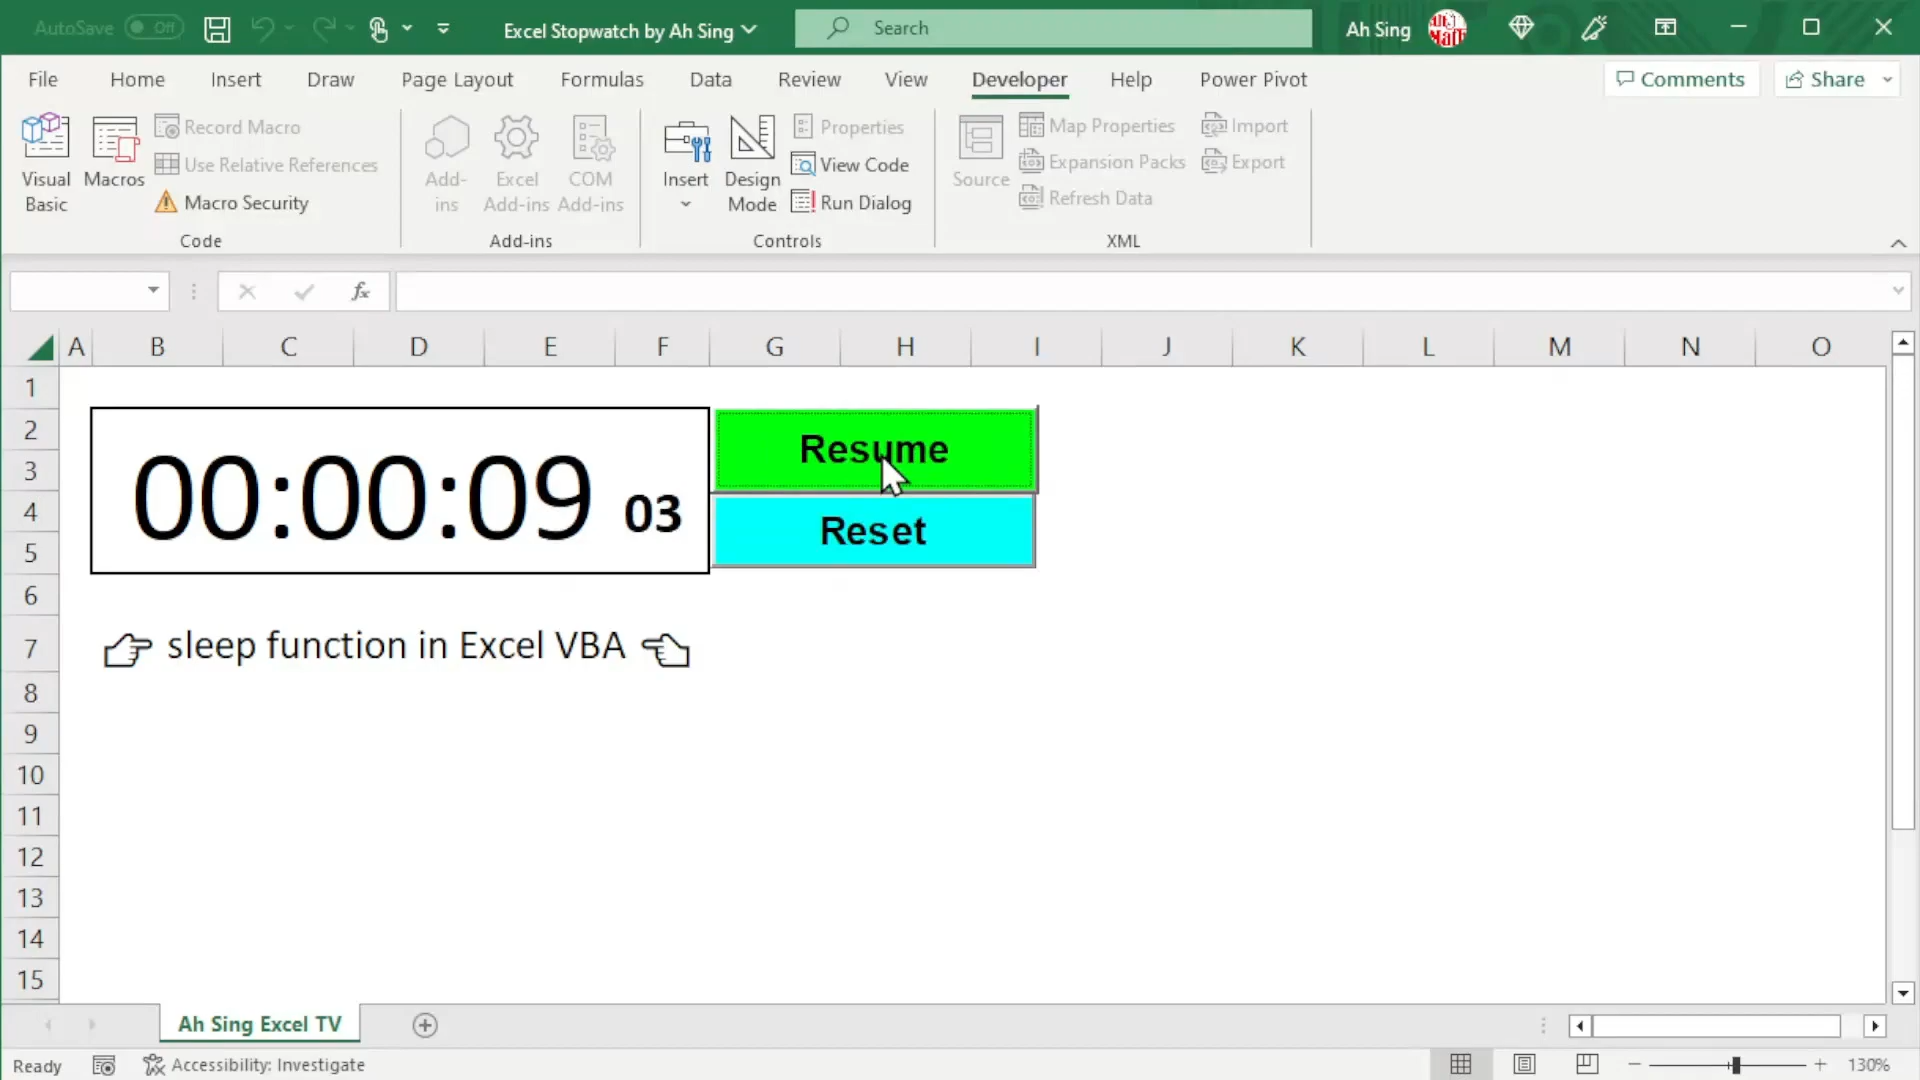 AutoSave Off
Excel Stopwatch by Ah Sing
Search
Ah Sing
File Home Insert Draw Page Layout Formulas Data Review View Developer Help Power Pivot
Comments Share
Visual Basic
Macros
Record Macro
Use Relative References
Macro Security
Code
Add-ins
Excel Add-ins
COM Add-ins
Add-ins
Insert
Design Mode
Properties
View Code
Run Dialog
Controls
Source
Map Properties
Expansion Packs
Refresh Data
Import
Export
XML
fx
A B C D E F G H I J K L M N O
1
2
3
4
5
6
7
8
9
10
11
12
13
14
15
00:00:09 03
Resume
Reset
sleep function in Excel VBA
Ah Sing Excel TV
Ready
Accessibility: Investigate
130%